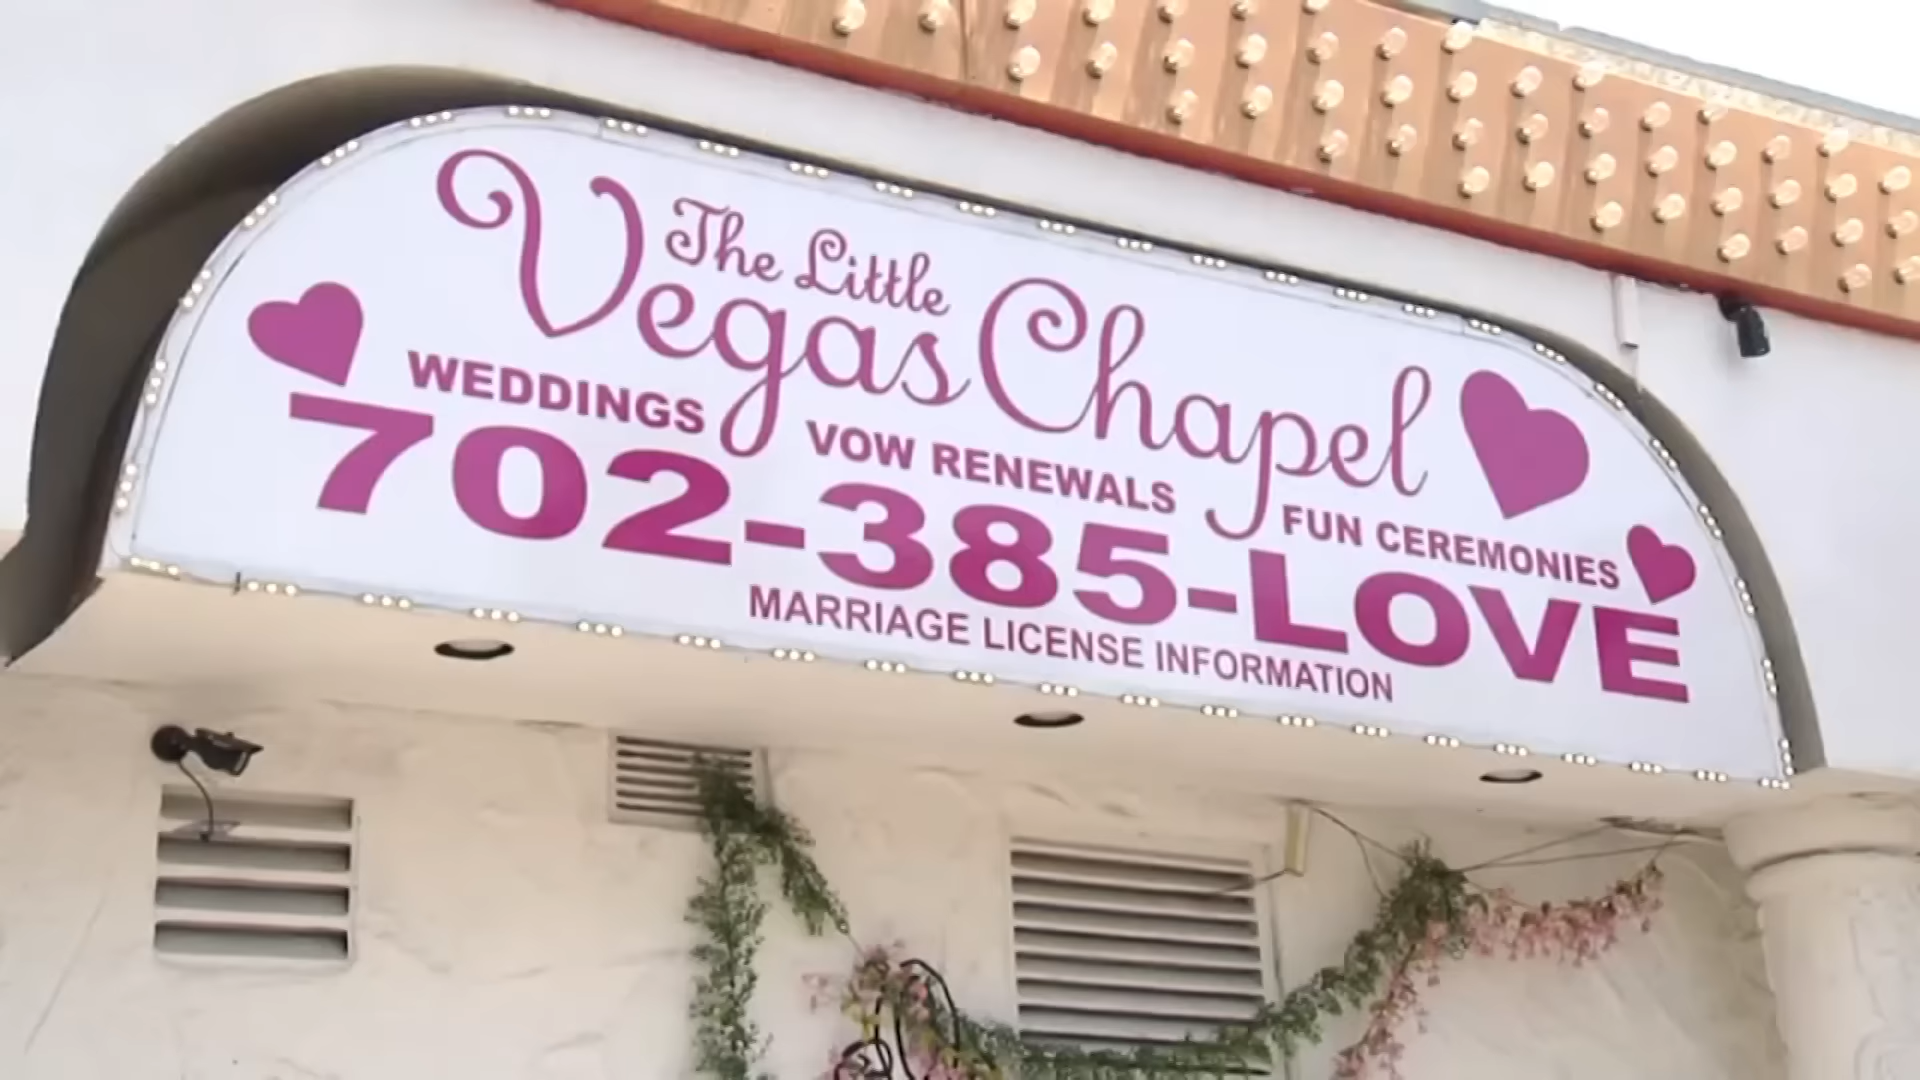 The Little
Vegas Chapel
WEDDINGS VOW RENEWALS FUN CEREMONIES
702-385-LOVE
MARRIAGE LICENSE INFORMATION